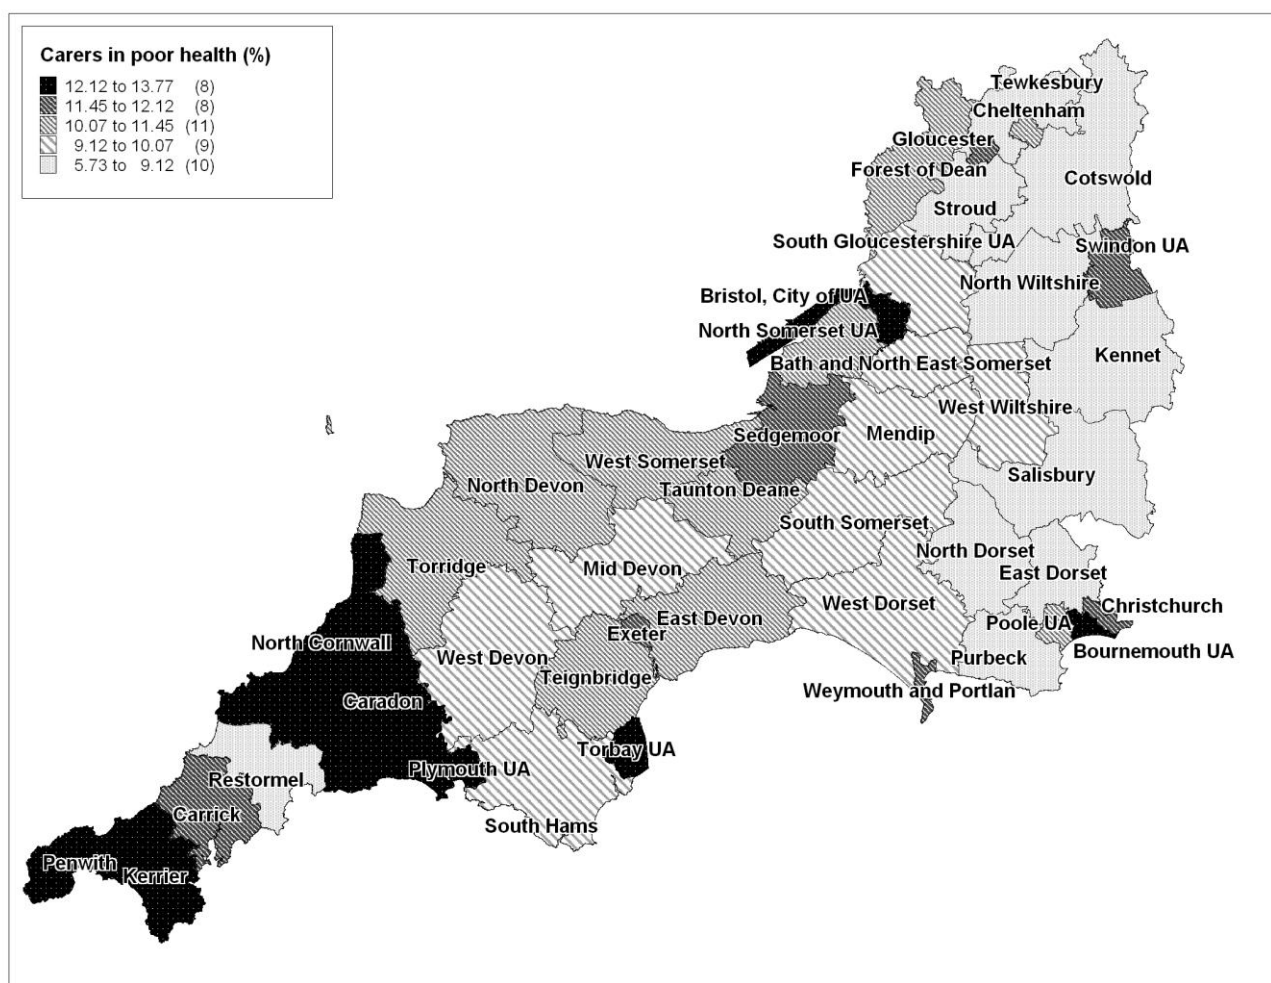 Carers in poor health (%)
12.12 to 13.77 (8)
11.45 to 12.12 (8)
10.07 to 11.45 (11)
9.12 to 10.07 (9)
5.73 to 9.12 (10)
Tewkesbury
Cheltenham
Gloucester
Forest of Dean
Cotswold
Stroud
South Gloucestershire UA
Swindon UA
North Wiltshire
Bristol, City of UA
North Somerset UA
Kennet
Bath and North East Somerset
West Wiltshire
Mendip
Sedgemoor
West Somerset
Salisbury
North Devon
Taunton Deane
South Somerset
North Dorset
Torridge
Mid Devon
East Dorset
West Dorset
Christchurch
East Devon
Poole UA
Exeter
North Cornwall
Bournemouth UA
West Devon
Purbeck
Teignbridge
Weymouth and Portlan
Caradon
Torbay UA
Plymouth UA
Restormel
Carrick
South Hams
Penwith
Kerrier